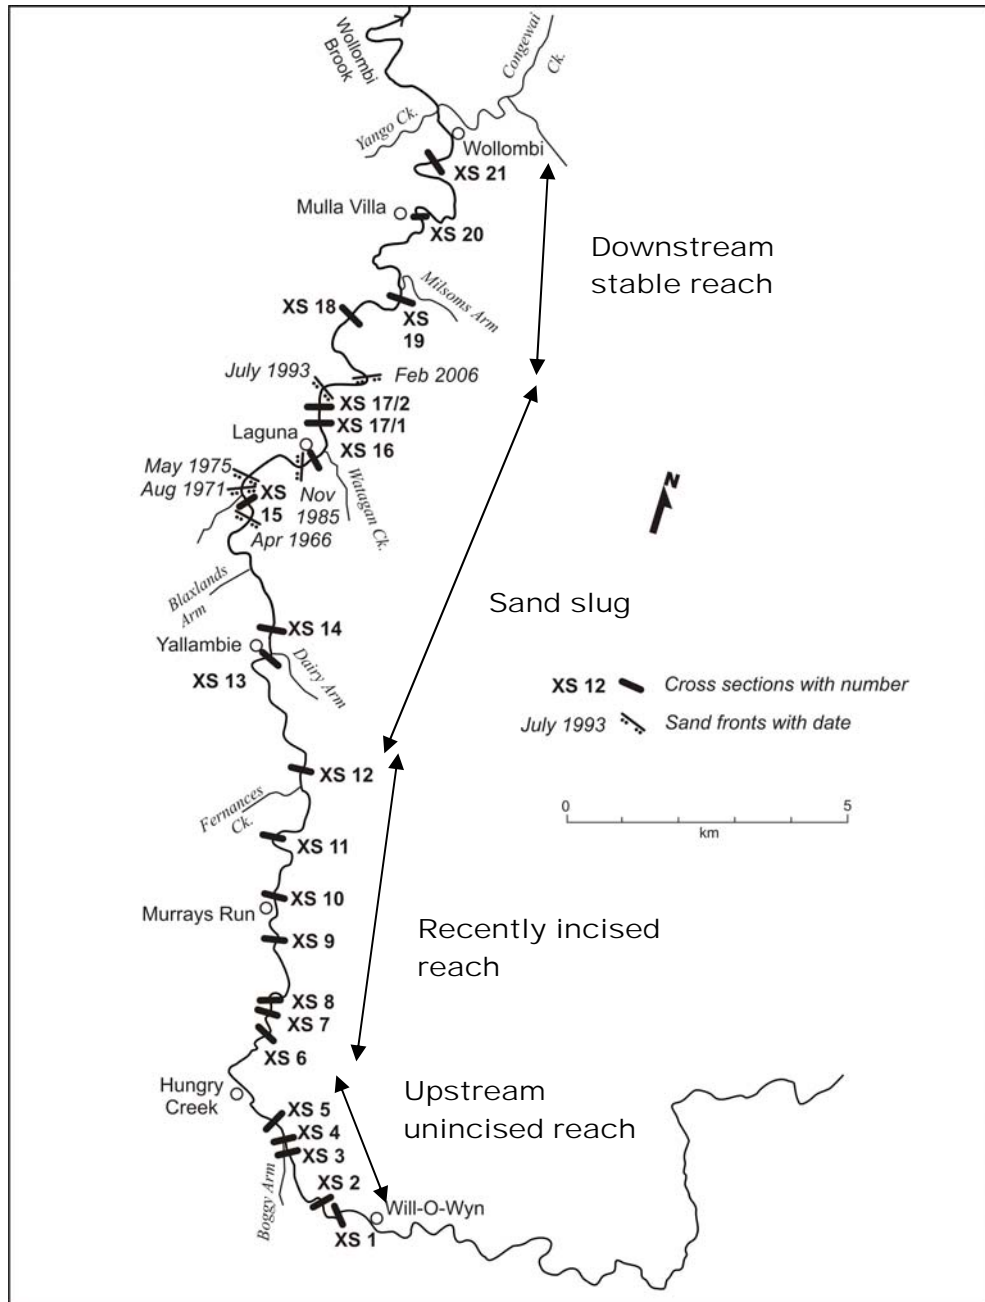 Wollombi
Brook
Congewai
Ck.
Yango Ck.
Wollombi
XS 21
Mulla Villa
XS 20
Downstream
stable reach
Milsoms Arm
XS 18
XS
19
July 1993
Feb 2006
XS 17/2
XS 17/1
Laguna
XS 16
May 1975
Aug 1971
XS
15
Nov
1985
Watagan Ck.
N
Apr 1966
Blaxlands
Arm
Sand slug
XS 14
Yallambie
Dairy Arm
XS 13
XS 12
Cross sections with number
July 1993
Sand fronts with date
XS 12
Fernances
Ck.
0
5
km
XS 11
XS 10
Murrays Run
XS 9
Recently incised
reach
XS 8
XS 7
XS 6
Hungry
Creek
Upstream
unincised reach
XS 5
XS 4
XS 3
Boggy Arm
XS 2
Will-O-Wyn
XS 1